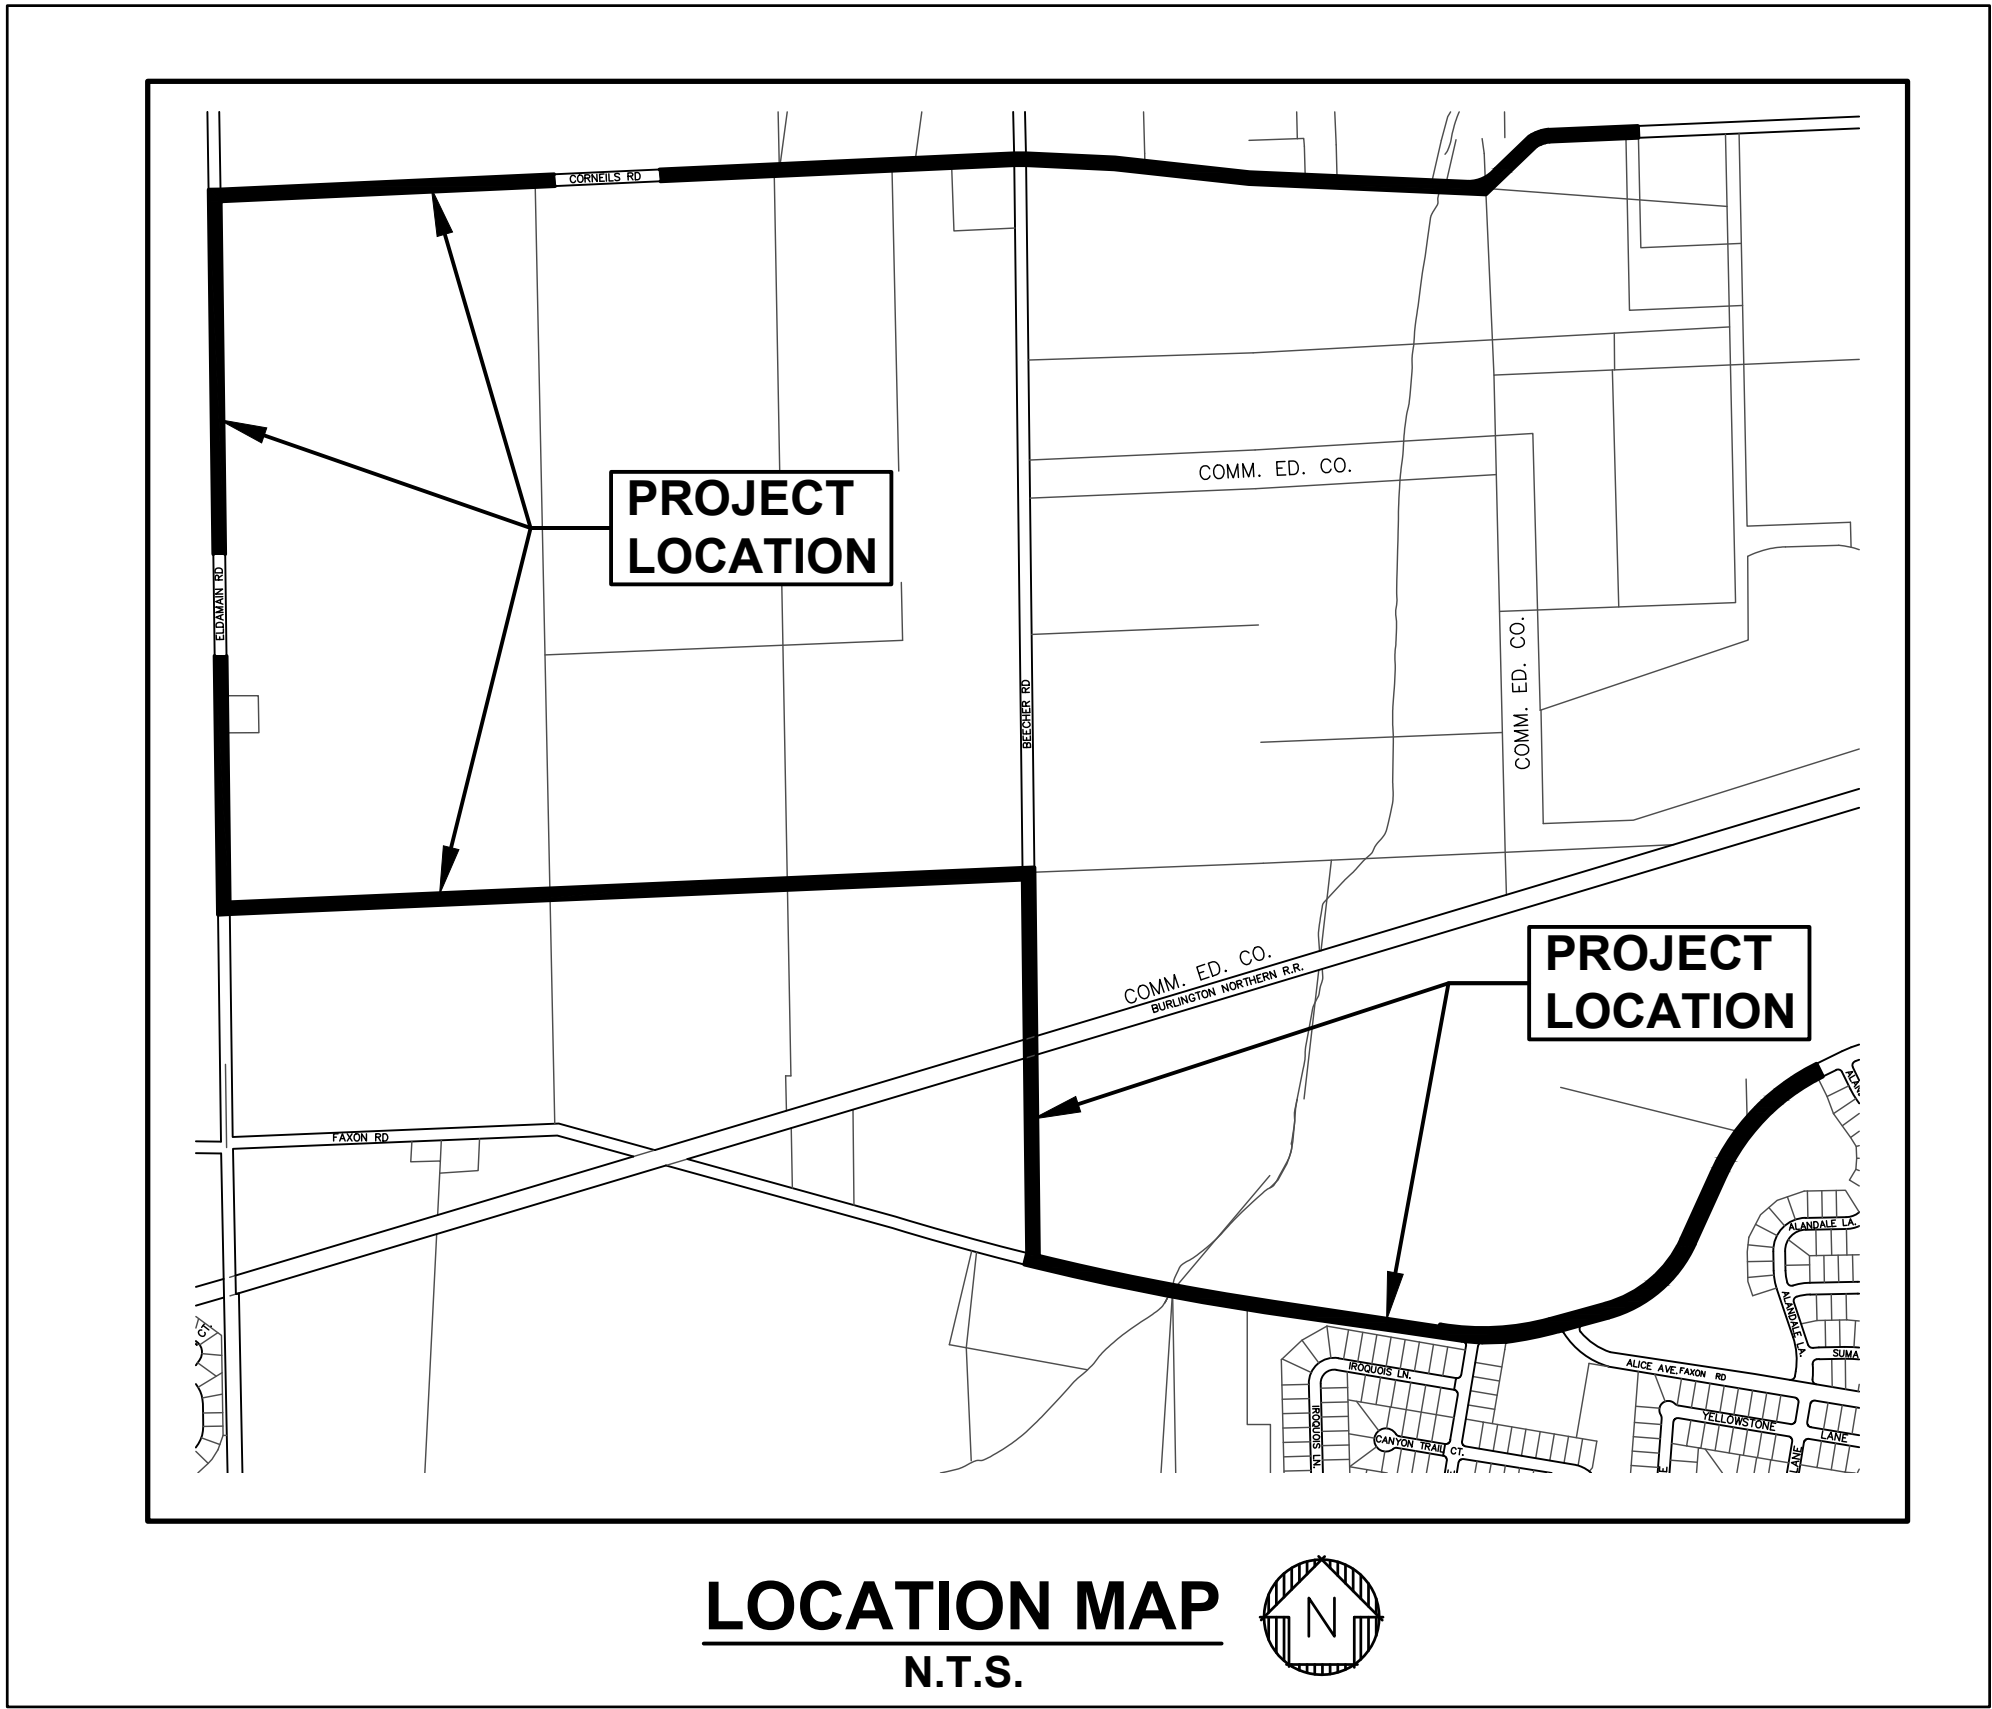 CORNEILS RD
COMM. ED. CO.
PROJECT
LOCATION
ELDAMAIN RD
COMM. ED. CO.
BEECHER RD
COMM. ED. CO.
BURLINGTON NORTHERN R.R.
PROJECT
LOCATION
FAXON RD
ALANDALE LA.
ALANDALE LA.
CT.
SUMA
IROQUOIS LN.
ALICE AVE.FAXON RD
IROQUOIS LN.
YELLOWSTONE
LANE
CANYON TRAIL CT.
LANE
LOCATION MAP
N
N.T.S.